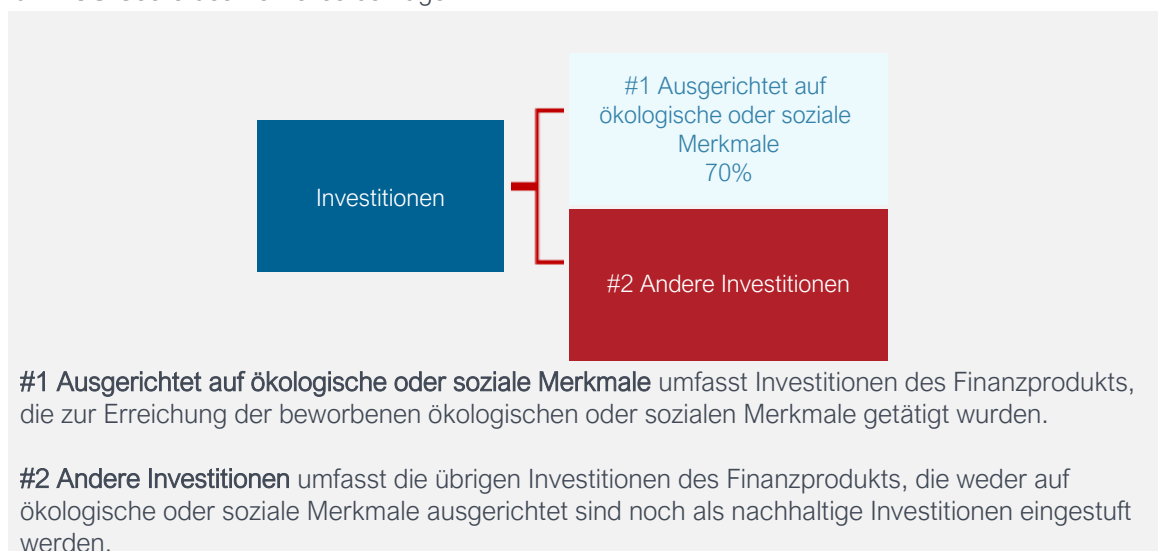 #1 Ausgerichtet auf
ökologische oder soziale
Merkmale
70%
Investitionen
#2 Andere Investitionen
#1 Ausgerichtet auf ökologische oder soziale Merkmale umfasst Investitionen des Finanzprodukts,
die zur Erreichung der beworbenen ökologischen oder sozialen Merkmale getätigt wurden.
#2 Andere Investitionen umfasst die übrigen Investitionen des Finanzprodukts, die weder auf
ökologische oder soziale Merkmale ausgerichtet sind noch als nachhaltige Investitionen eingestuft
werden.